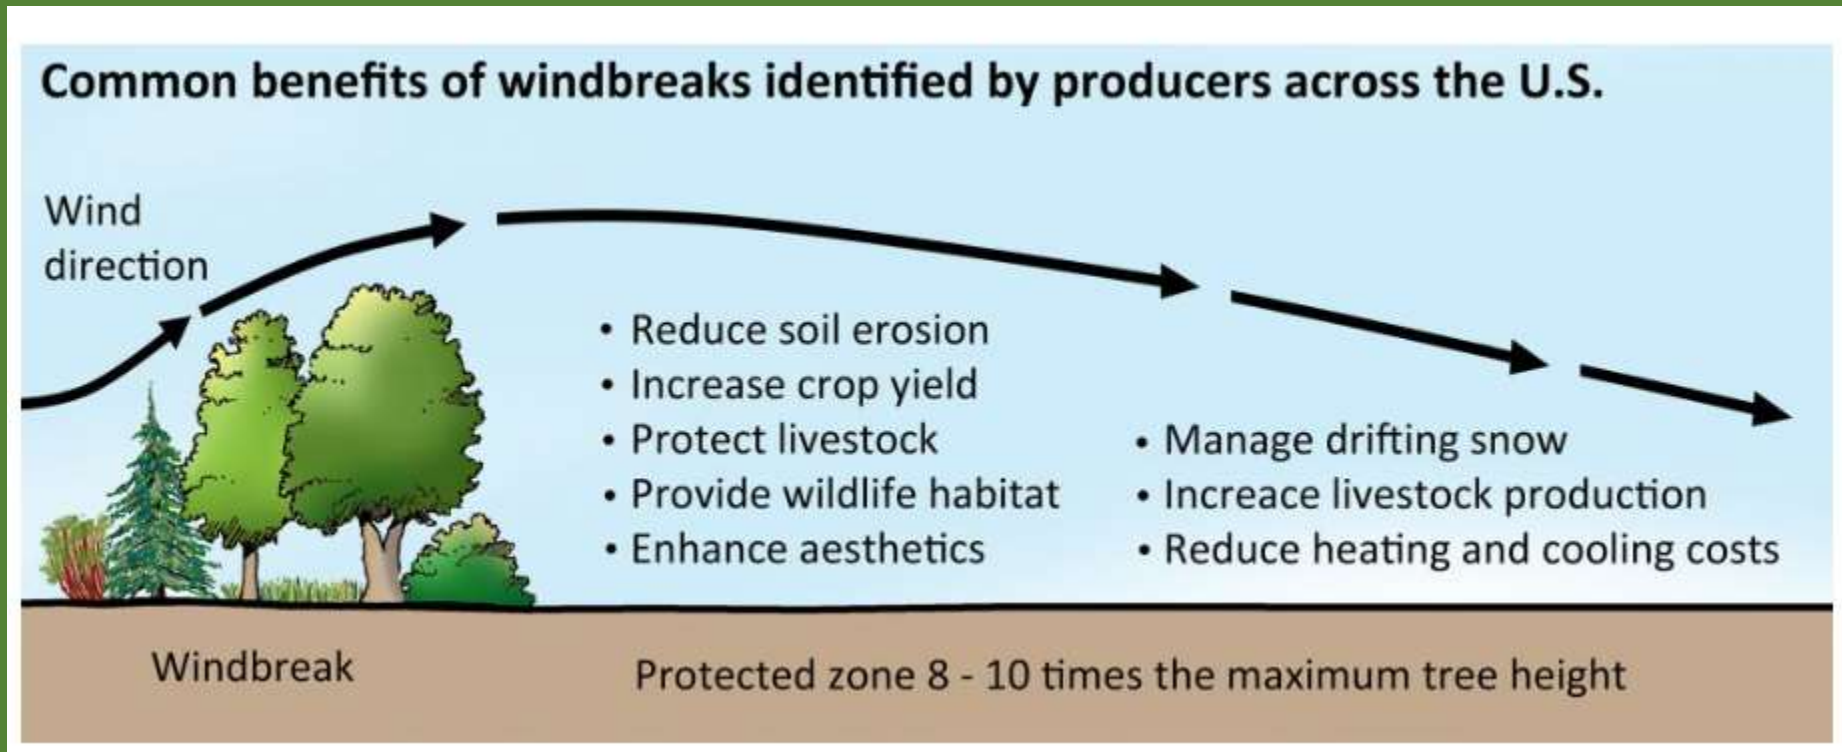 Common benefits of windbreaks identified by producers across the U.S.
Wind
direction
• Reduce soil erosion
• Increase crop yield
• Protect livestock
• Provide wildlife habitat
• Enhance aesthetics
• Manage drifting snow
• Increace livestock production
• Reduce heating and cooling costs
Windbreak
Protected zone 8 - 10 times the maximum tree height